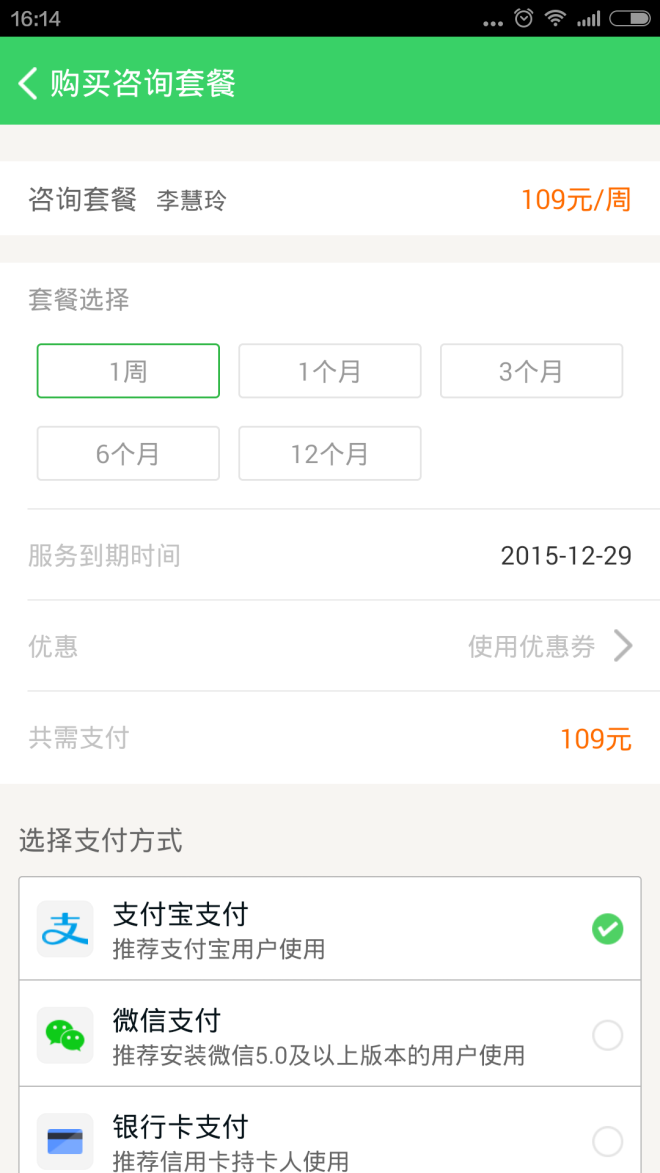 16:14
购买咨询套餐
咨询套餐 李慧玲 109元/周
套餐选择
1周 1个月 3个月
6个月 12个月
服务到期时间 2015-12-29
优惠 使用优惠券
共需支付 109元
选择支付方式
支
支付宝支付
推荐支付宝用户使用
微信支付
推荐安装微信5.0及以上版本的用户使用
银行卡支付
推荐信用卡持卡人使用